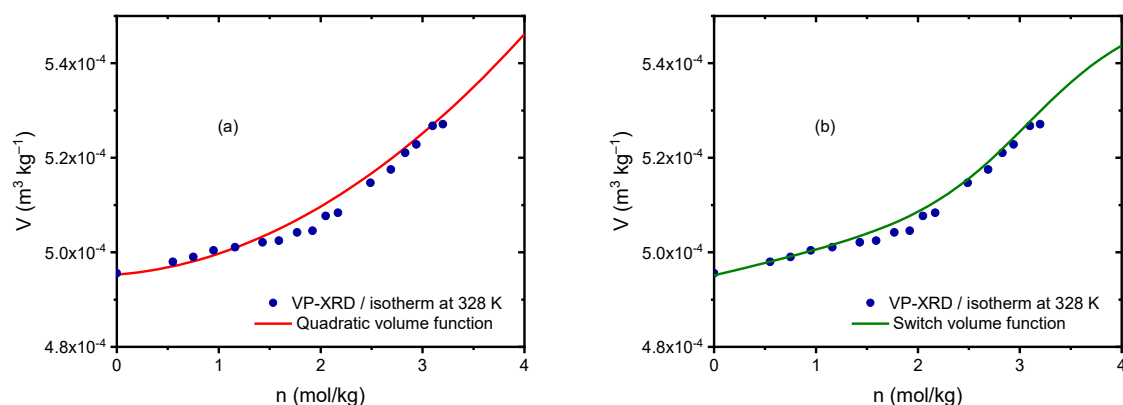 5.4x10⁻⁴
5.2x10⁻⁴
5.0x10⁻⁴
4.8x10⁻⁴
V (m³ kg⁻¹)
(a)
VP-XRD / isotherm at 328 K
Quadratic volume function
0 1 2 3 4
n (mol/kg)
5.4x10⁻⁴
5.2x10⁻⁴
5.0x10⁻⁴
4.8x10⁻⁴
V (m³ kg⁻¹)
(b)
VP-XRD / isotherm at 328 K
Switch volume function
0 1 2 3 4
n (mol/kg)